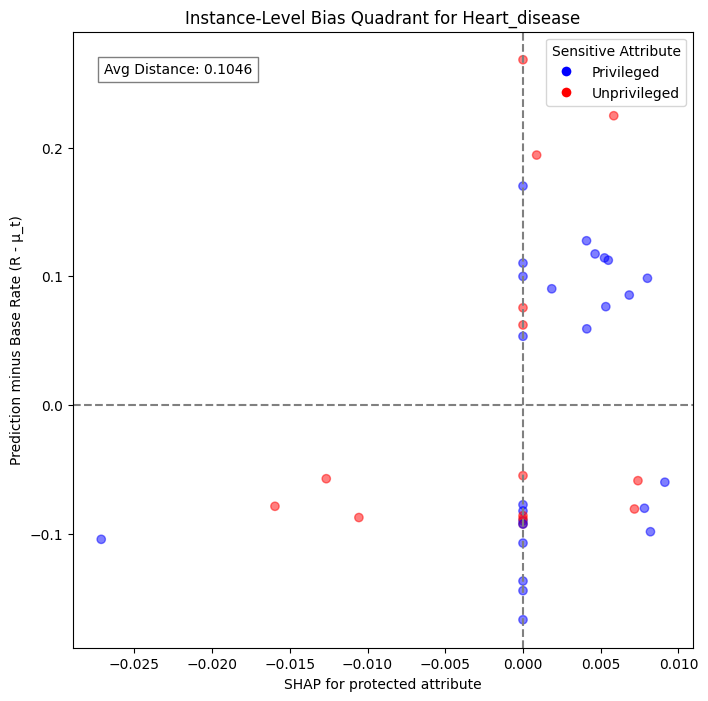 Instance-Level Bias Quadrant for Heart_disease
Avg Distance: 0.1046
Sensitive Attribute
Privileged
Unprivileged
Prediction minus Base Rate (R - μ_t)
0.2
0.1
0.0
−0.1
−0.025
−0.020
−0.015
−0.010
−0.005
0.000
0.005
0.010
SHAP for protected attribute